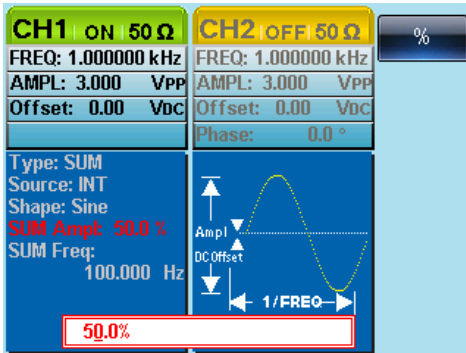 CH1 ON 50 Ω
FREQ: 1.000000 kHz
AMPL: 3.000 VPP
Offset: 0.00 VDC
CH2 OFF 50 Ω
FREQ: 1.000000 kHz
AMPL: 3.000 VPP
Offset: 0.00 VDC
Phase: 0.0 °
%
Type: SUM
Source: INT
Shape: Sine
SUM Ampl: 50.0 %
SUM Freq:
100.000 Hz
Ampl
DC Offset
1/FREQ
50.0%